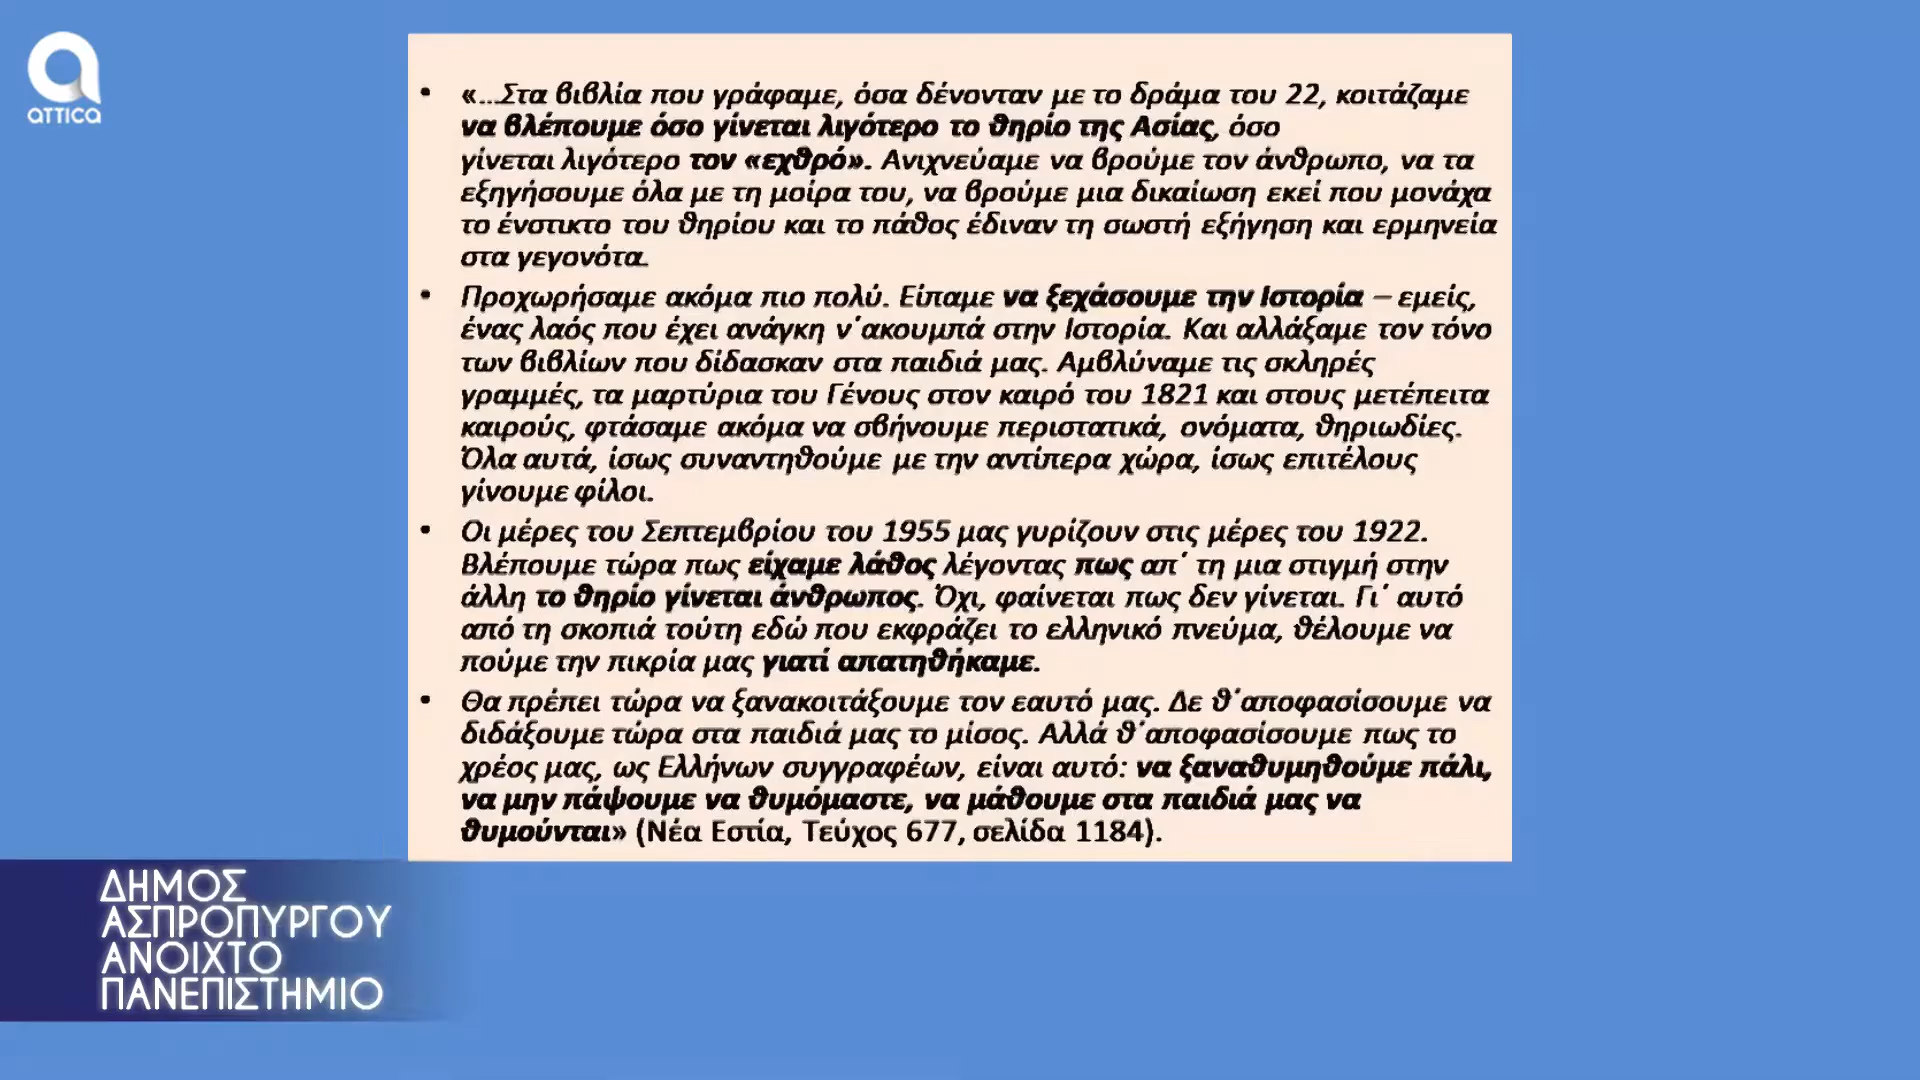 αττica
• «…Στα βιβλία που γράφαμε, όσα δένονταν με το δράμα του 22, κοιτάζαμε
να βλέπουμε όσο γίνεται λιγότερο το θηρίο της Ασίας, όσο
γίνεται λιγότερο τον «εχθρό». Ανιχνεύαμε να βρούμε τον άνθρωπο, να τα
εξηγήσουμε όλα με τη μοίρα του, να βρούμε μια δικαίωση εκεί που μονάχα
το ένστικτο του θηρίου και το πάθος έδιναν τη σωστή εξήγηση και ερμηνεία
στα γεγονότα.
• Προχωρήσαμε ακόμα πιο πολύ. Είπαμε να ξεχάσουμε την Ιστορία – εμείς,
ένας λαός που έχει ανάγκη ν΄ακουμπά στην Ιστορία. Και αλλάξαμε τον τόνο
των βιβλίων που δίδασκαν στα παιδιά μας. Αμβλύναμε τις σκληρές
γραμμές, τα μαρτύρια του Γένους στον καιρό του 1821 και στους μετέπειτα
καιρούς, φτάσαμε ακόμα να σβήνουμε περιστατικά, ονόματα, θηριωδίες.
Όλα αυτά, ίσως συναντηθούμε με την αντίπερα χώρα, ίσως επιτέλους
γίνουμε φίλοι.
• Οι μέρες του Σεπτεμβρίου του 1955 μας γυρίζουν στις μέρες του 1922.
Βλέπουμε τώρα πως είχαμε λάθος λέγοντας πως απ΄ τη μια στιγμή στην
άλλη το θηρίο γίνεται άνθρωπος. Όχι, φαίνεται πως δεν γίνεται. Γι΄ αυτό
από τη σκοπιά τούτη εδώ που εκφράζει το ελληνικό πνεύμα, θέλουμε να
πούμε την πικρία μας γιατί απατηθήκαμε.
• Θα πρέπει τώρα να ξανακοιτάξουμε τον εαυτό μας. Δε θ΄αποφασίσουμε να
διδάξουμε τώρα στα παιδιά μας το μίσος. Αλλά θ΄αποφασίσουμε πως το
χρέος μας, ως Ελλήνων συγγραφέων, είναι αυτό: να ξαναθυμηθούμε πάλι,
να μην πάψουμε να θυμόμαστε, να μάθουμε στα παιδιά μας να
θυμούνται» (Νέα Εστία, Τεύχος 677, σελίδα 1184).
ΔΗΜΟΣ
ΑΣΠΡΟΠΥΡΓΟΥ
ΑΝΟΙΧΤΟ
ΠΑΝΕΠΙΣΤΗΜΙΟ